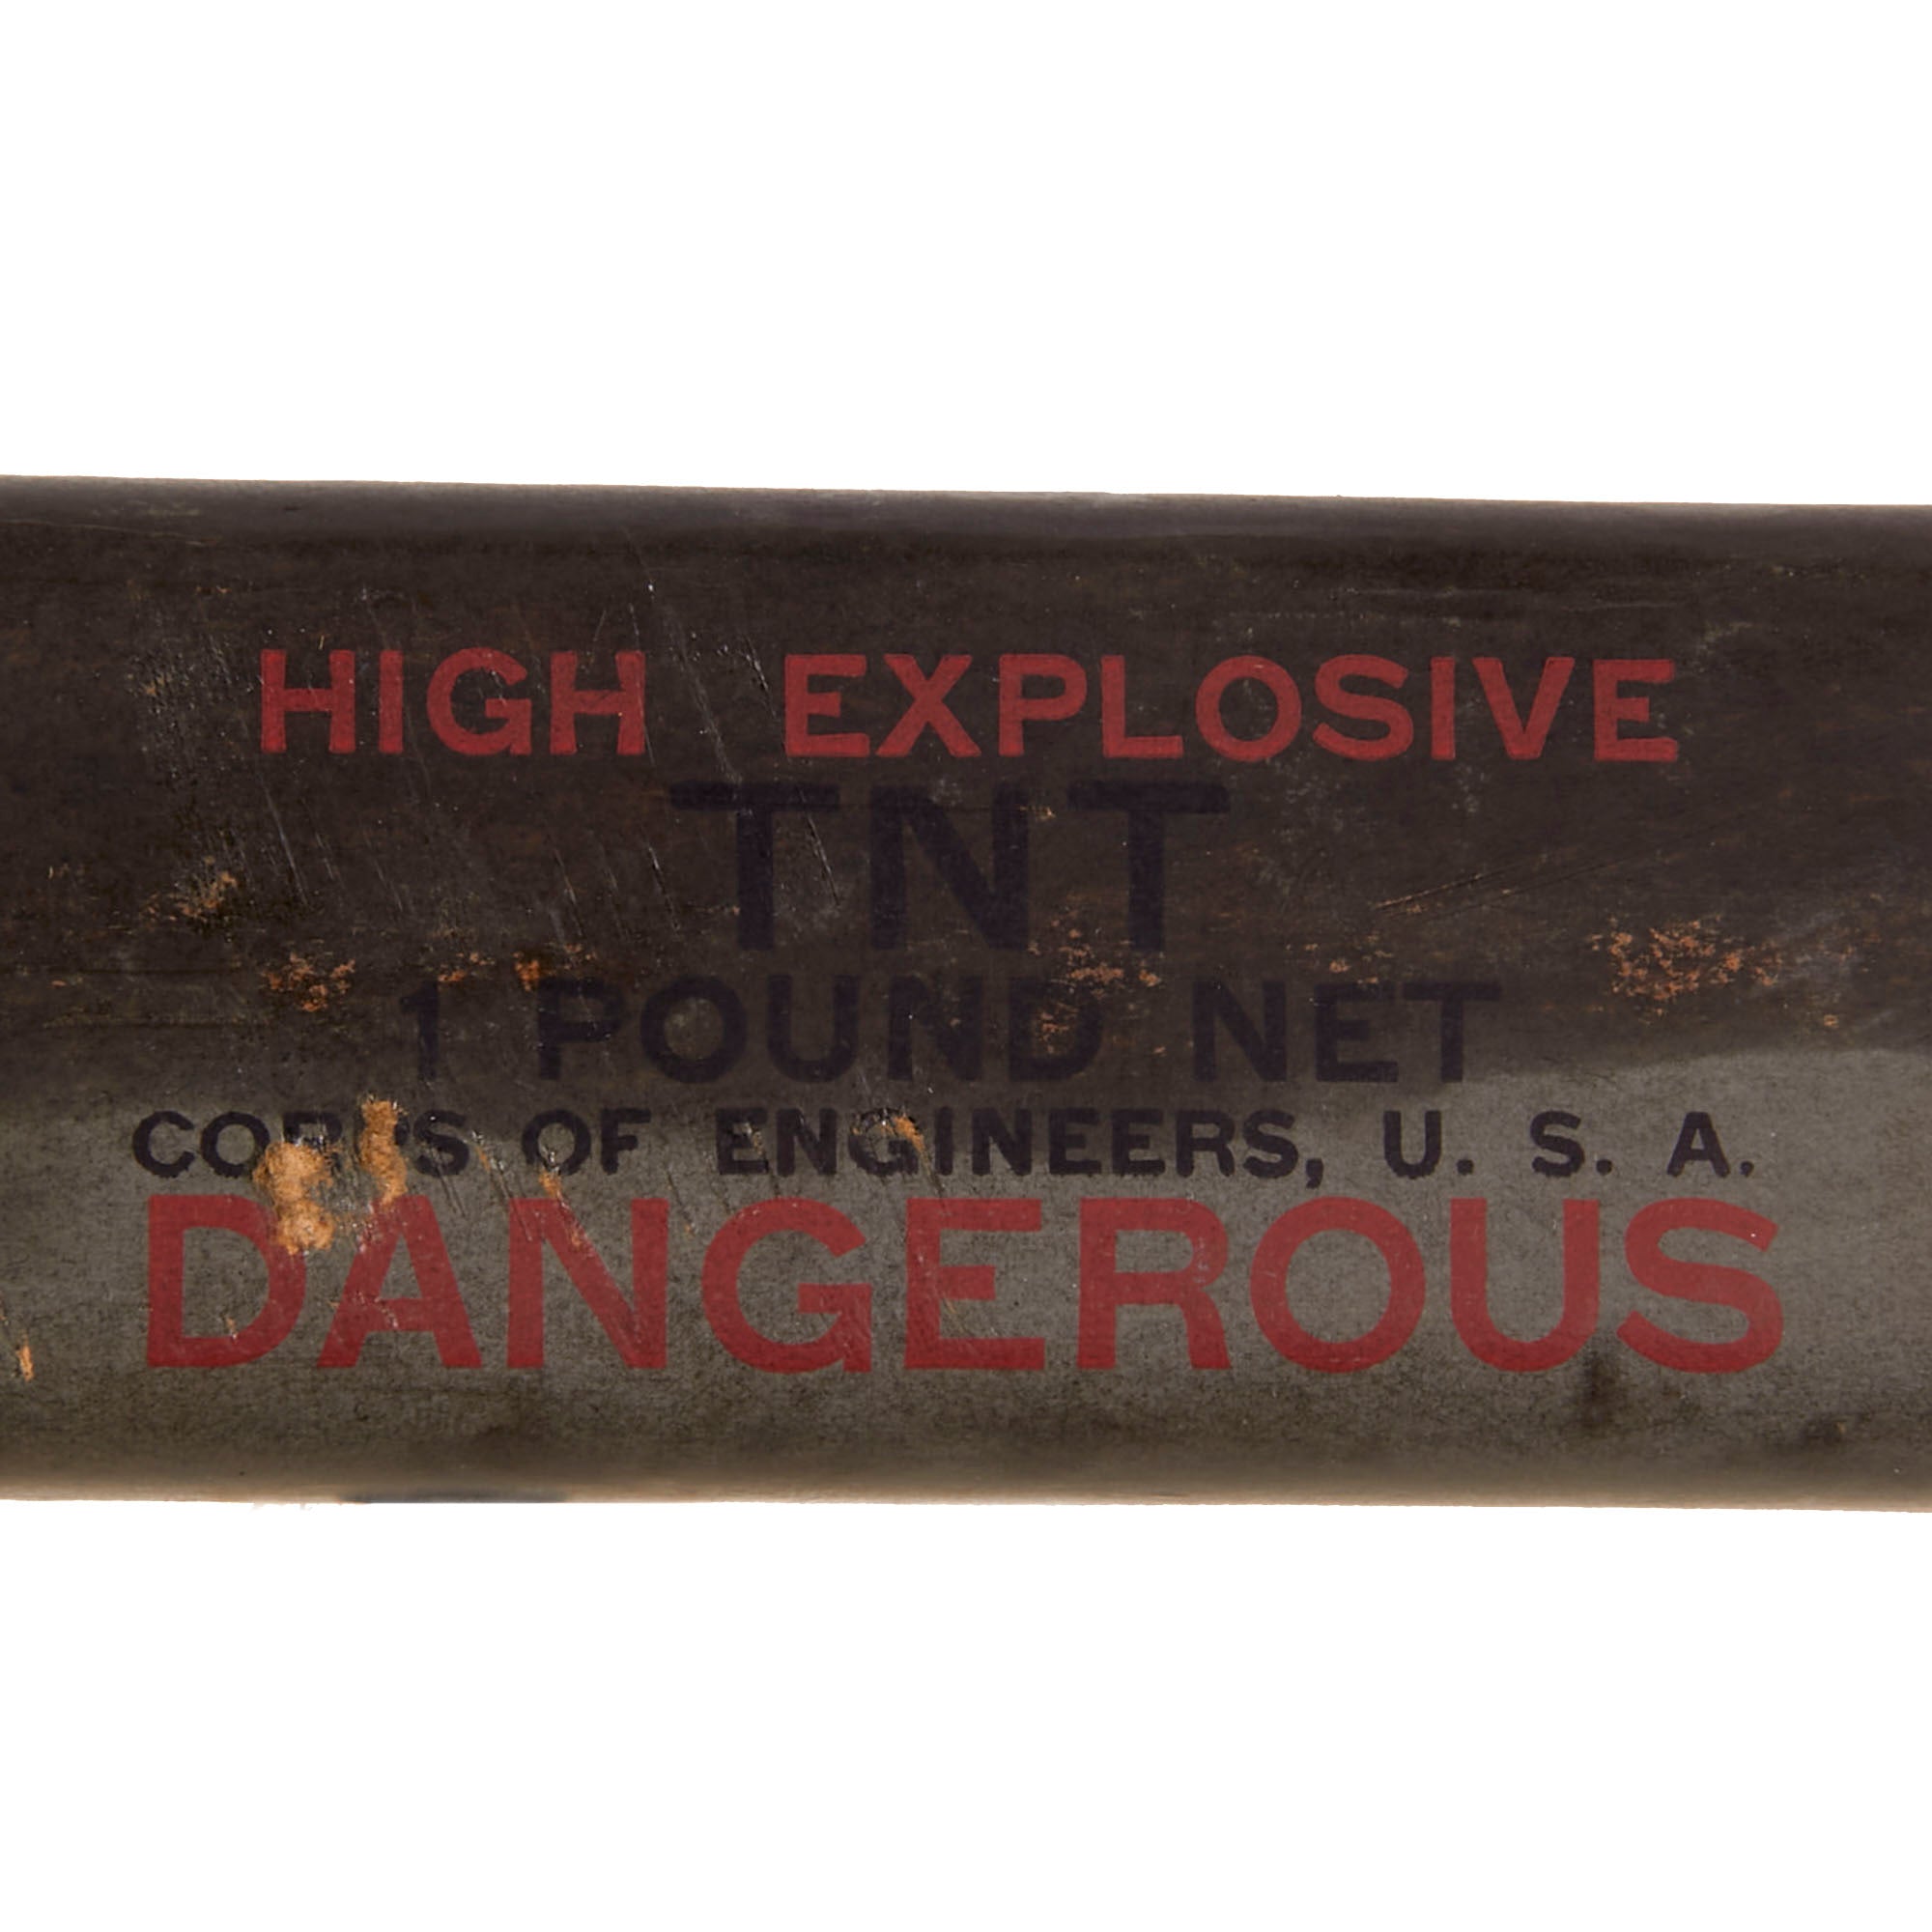 HIGH EXPLOSIVE
TNT
1 POUND NET
CORPS OF ENGINEERS, U. S. A.
DANGEROUS